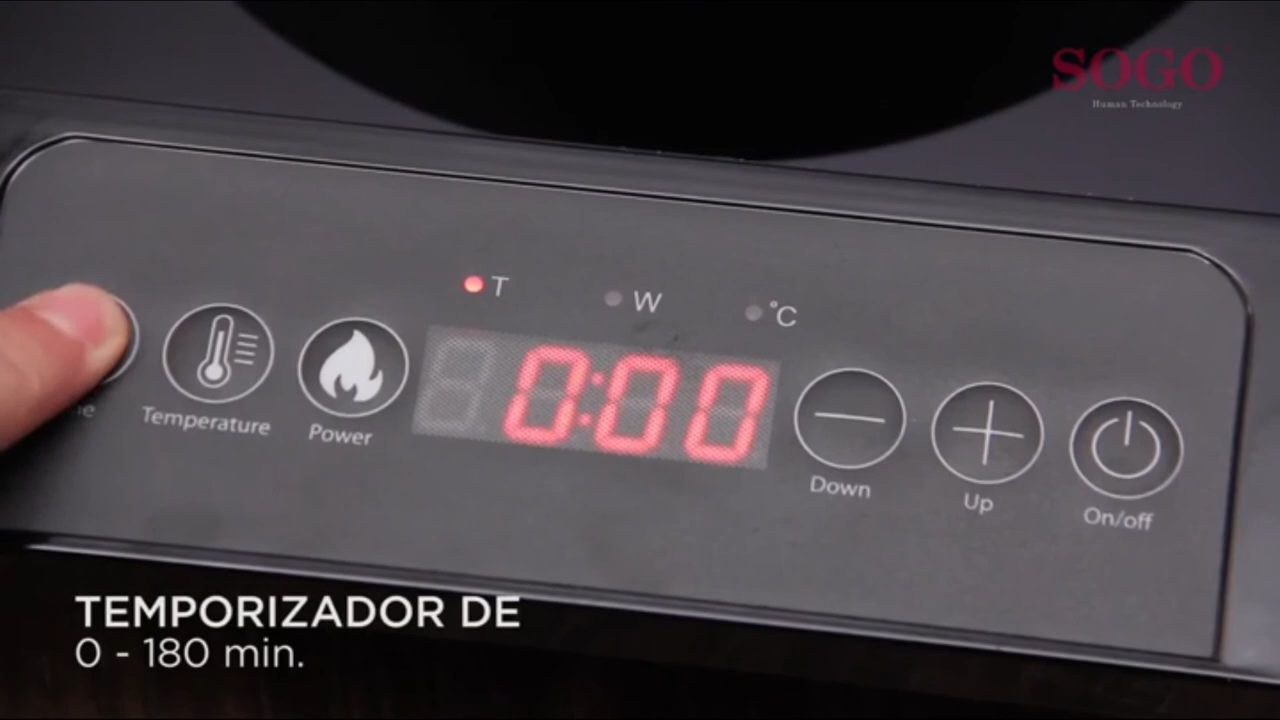 SOGO
Human Technology
T
W
°C
0:00
Temperature
Power
Down
Up
On/off
TEMPORIZADOR DE
0 - 180 min.